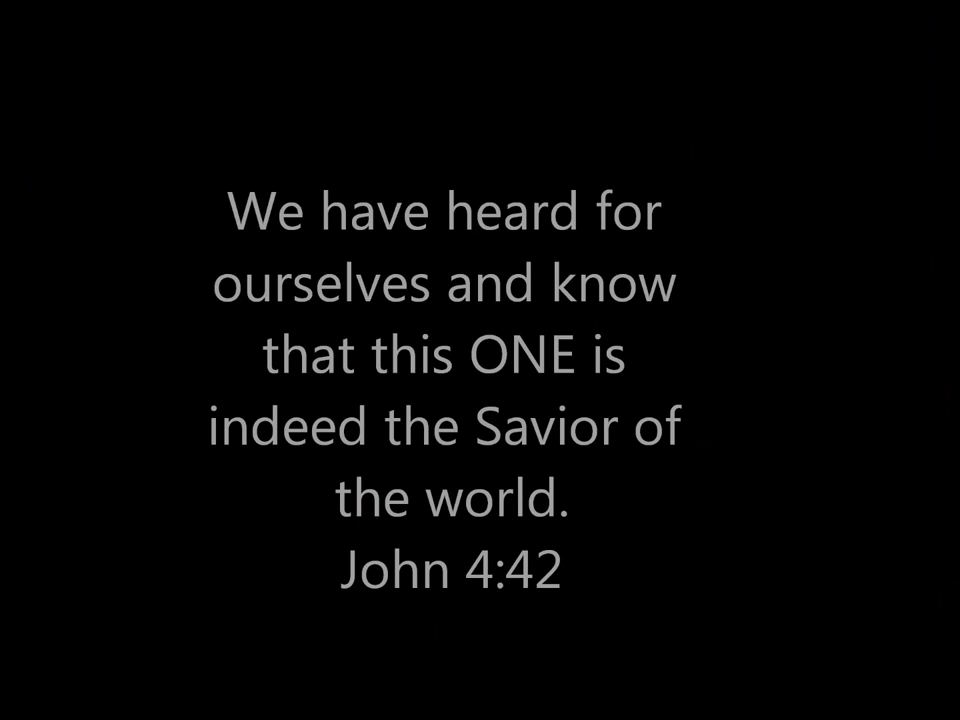 We have heard for
ourselves and know
that this ONE is
indeed the Savior of
the world.
John 4:42